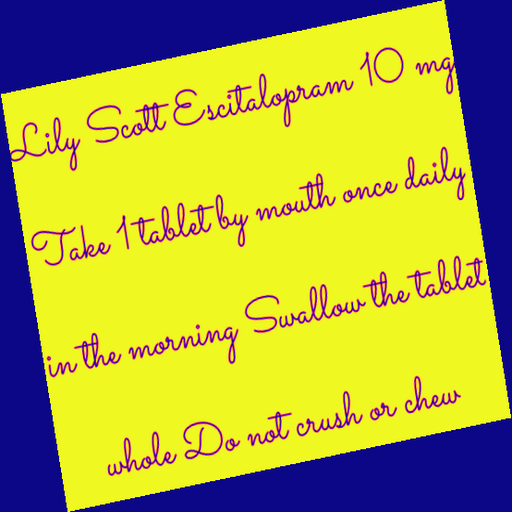 Lily Scott Escitalopram 10 mg
Take 1 tablet by mouth once daily
in the morning Swallow the tablet
whole Do not crush or chew